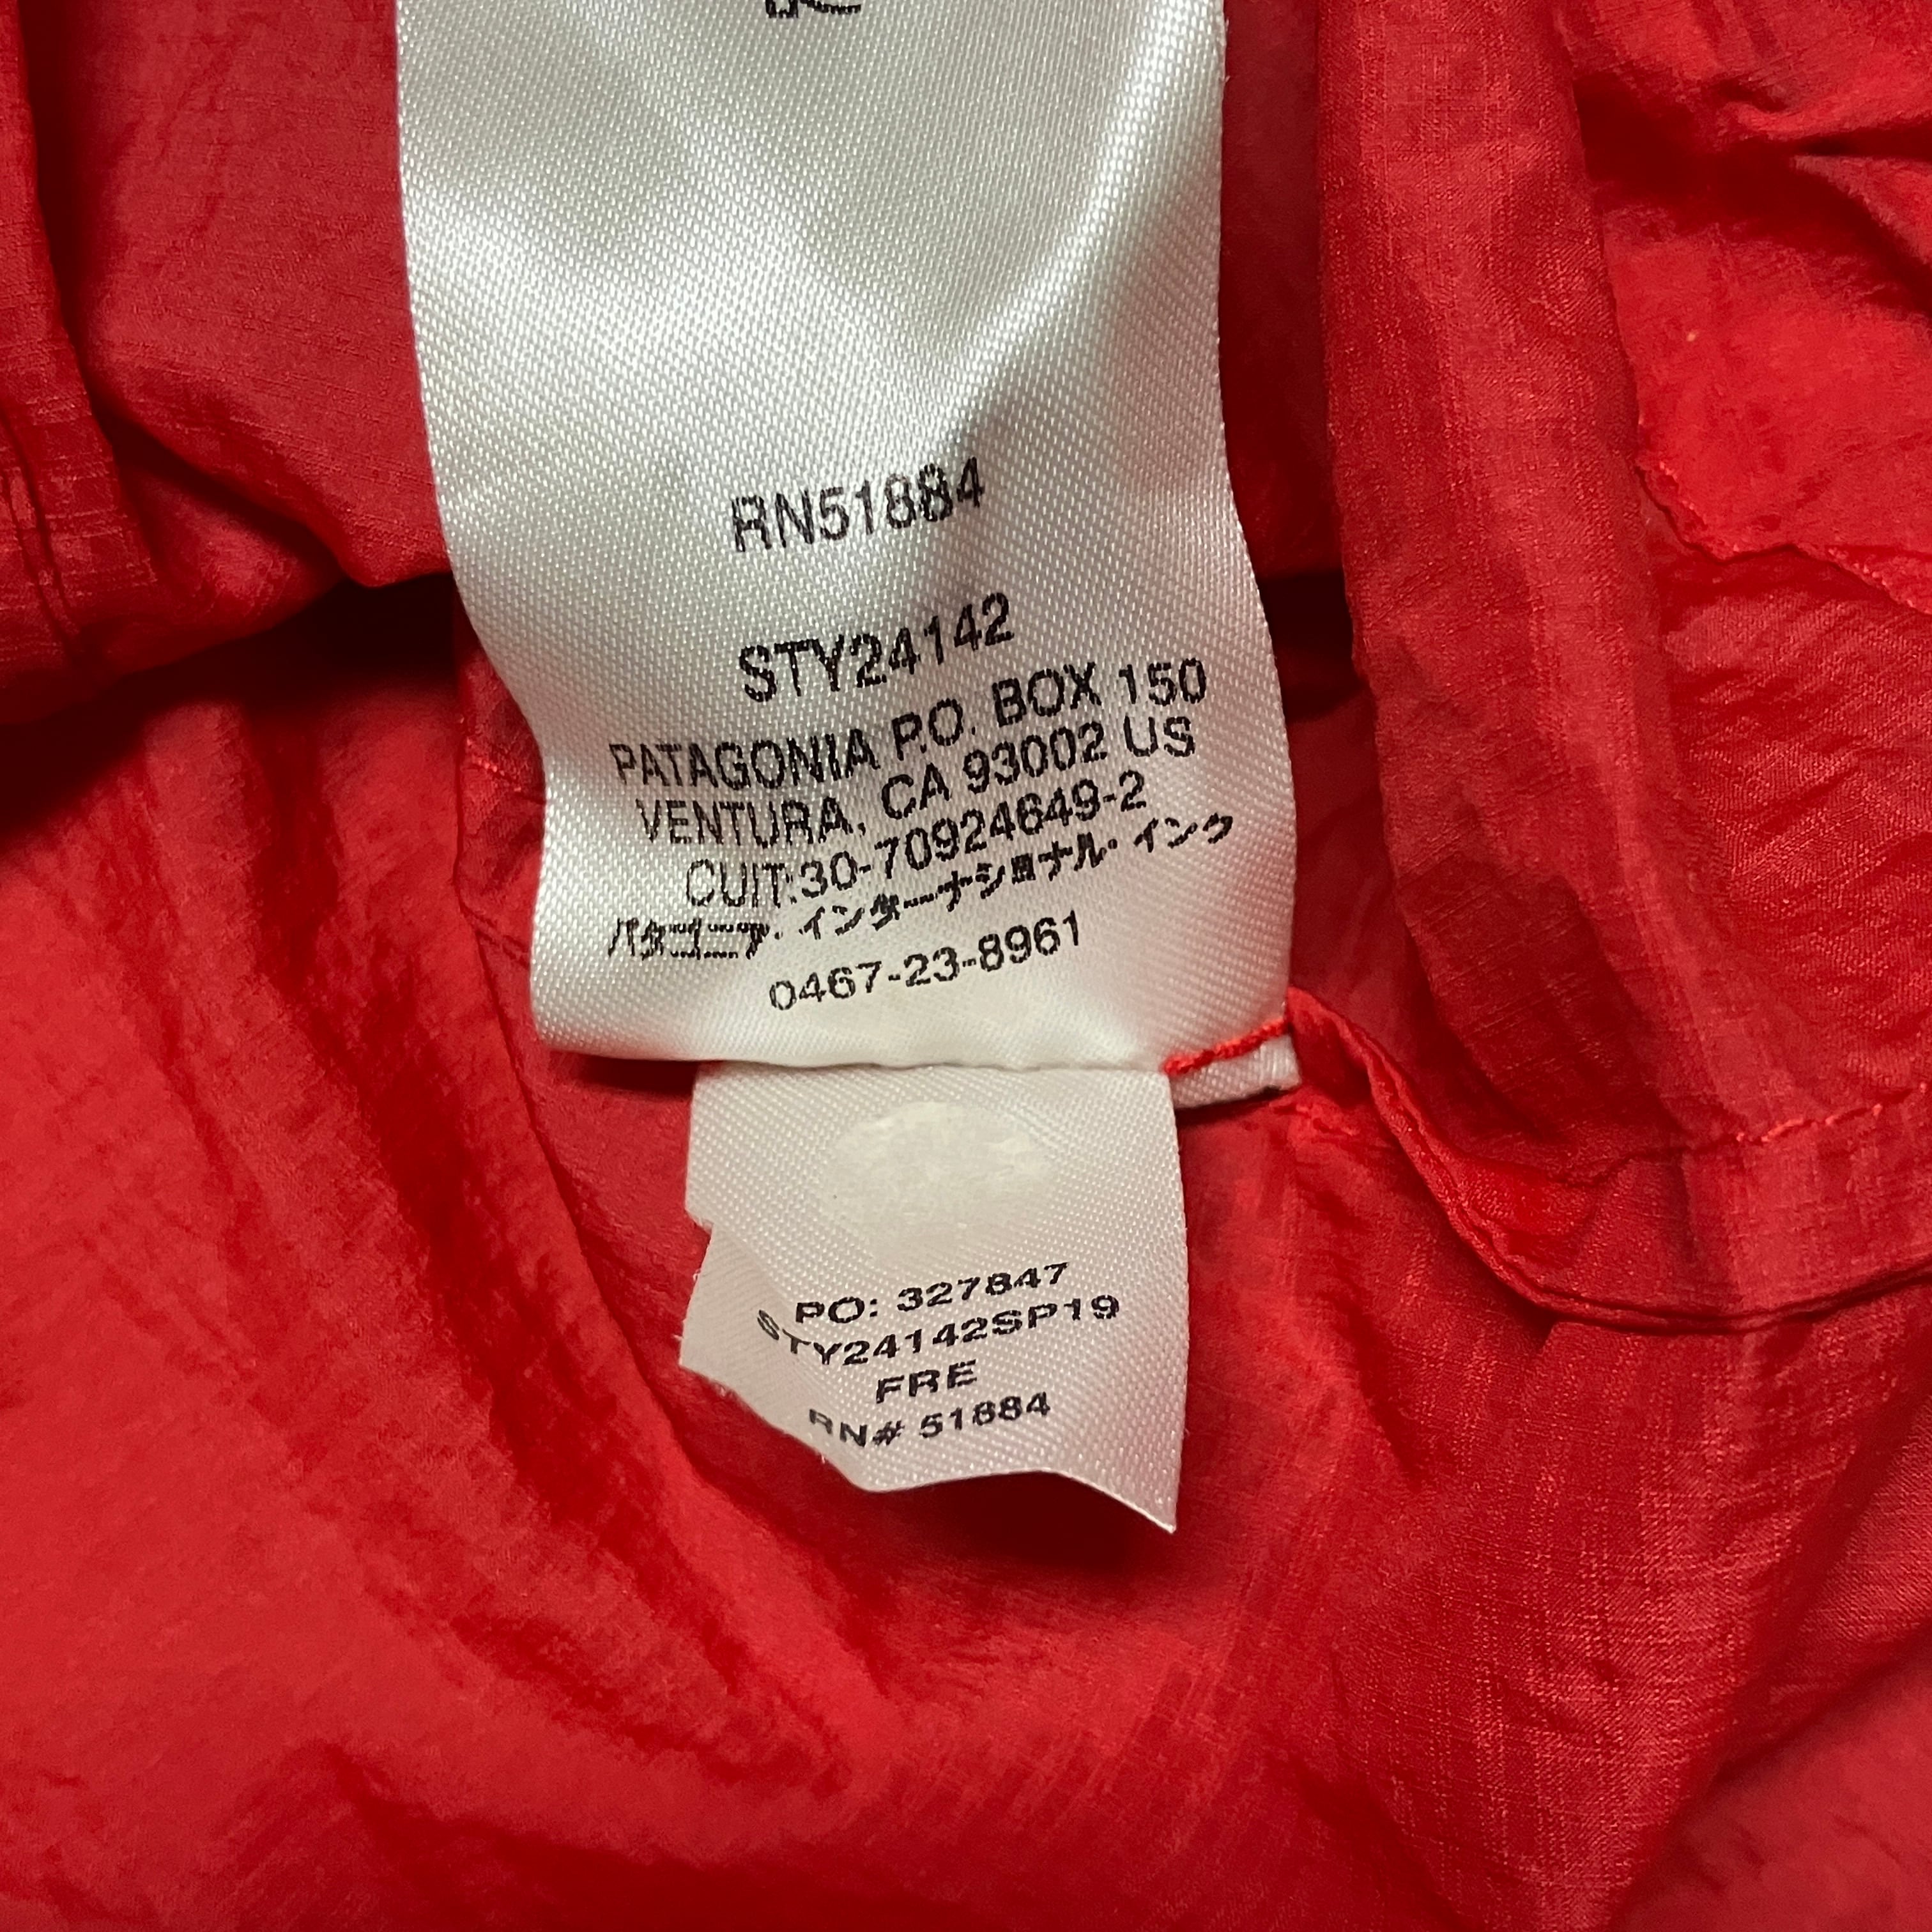 RN51884
STY24142
PATAGONIA P.O. BOX 150
VENTURA, CA 93002 US
CUIT:30-70924649-2
パタゴニア・インターナショナル・インク
0467-23-8961
PO: 327847
STY24142SP19
FRE
RN# 51884